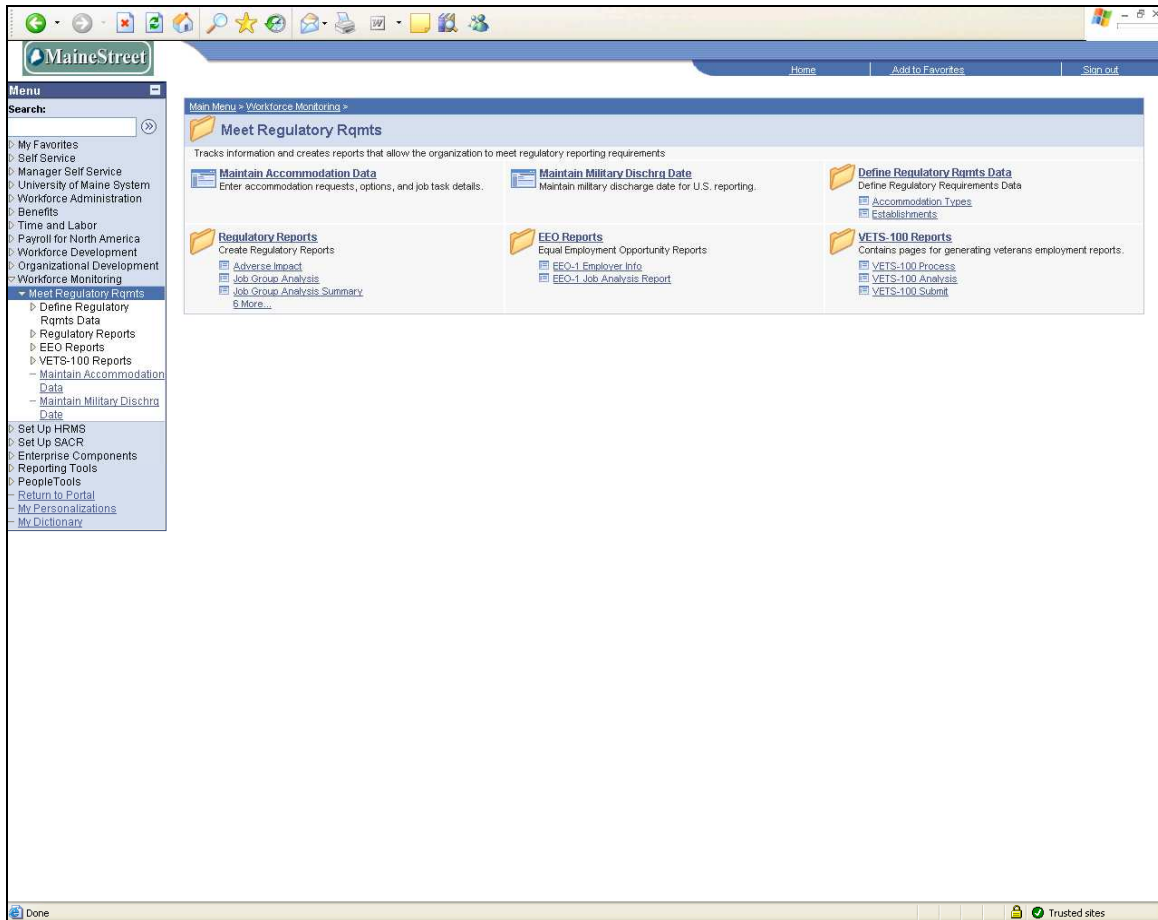 MaineStreet
Home
Add to Favorites
Sign out
Menu
Search:
My Favorites
Self Service
Manager Self Service
University of Maine System
Workforce Administration
Benefits
Time and Labor
Payroll for North America
Workforce Development
Organizational Development
Workforce Monitoring
Meet Regulatory Rqmts
Define Regulatory
Rqmts Data
Regulatory Reports
EEO Reports
VETS-100 Reports
Maintain Accommodation
Data
Maintain Military Dischrg
Date
Set Up HRMS
Set Up SACR
Enterprise Components
Reporting Tools
PeopleTools
Return to Portal
My Personalizations
My Dictionary
Main Menu > Workforce Monitoring >
Meet Regulatory Rqmts
Tracks information and creates reports that allow the organization to meet regulatory reporting requirements
Maintain Accommodation Data
Enter accommodation requests, options, and job task details.
Maintain Military Dischrg Date
Maintain military discharge date for U.S. reporting.
Define Regulatory Rqmts Data
Define Regulatory Requirements Data
Accommodation Types
Establishments
Regulatory Reports
Create Regulatory Reports
Adverse Impact
Job Group Analysis
Job Group Analysis Summary
6 More...
EEO Reports
Equal Employment Opportunity Reports
EEO-1 Employer Info
EEO-1 Job Analysis Report
VETS-100 Reports
Contains pages for generating veterans employment reports.
VETS-100 Process
VETS-100 Analysis
VETS-100 Submit
Done
Trusted sites